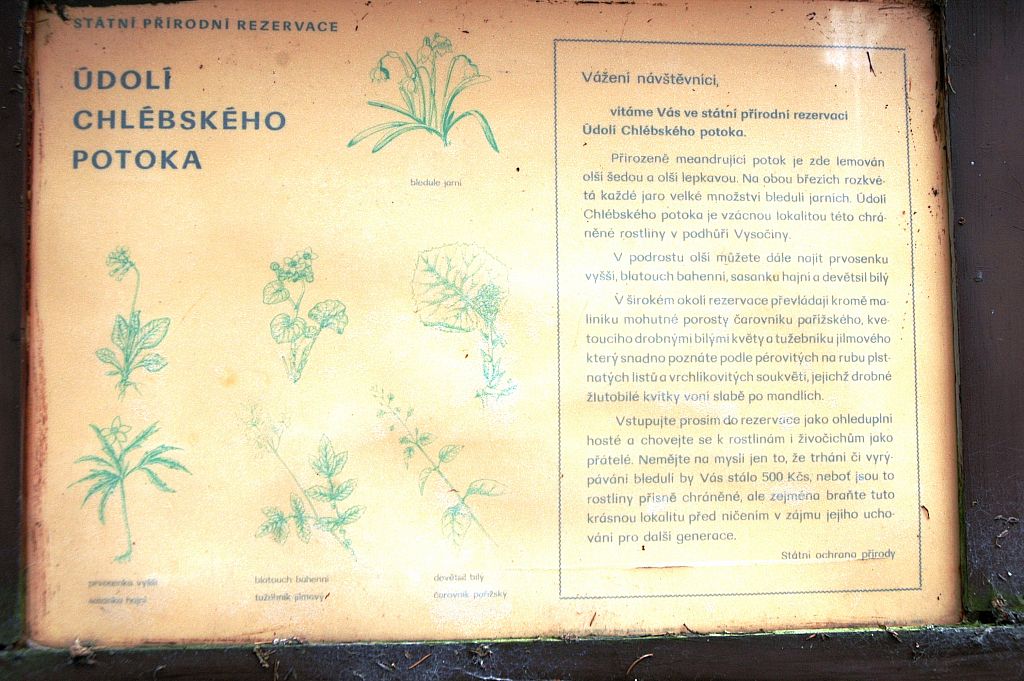 STÁTNÍ PŘÍRODNÍ REZERVACE
ÚDOLÍ
CHLÉBSKÉHO
POTOKA
bledule jarní
prvosenka vyšší
sasanka hajní
blatouch bahenní
tužebník jilmový
devětsil bílý
čarovník pařížský
Vážení návštěvníci,
vítáme Vás ve státní přírodní rezervaci
Údolí Chlébského potoka.
Přirozeně meandrující potok je zde lemován
olší šedou a olší lepkavou. Na obou březích rozkvé-
tá každé jaro velké množství bledulí jarních. Údolí
Chlébského potoka je vzácnou lokalitou této chrá-
něné rostliny v podhůří Vysočiny.
V podrostu olší můžete dále najít prvosenku
vyšší, blatouch bahenní, sasanku hajní a devětsil bílý
V širokém okolí rezervace převládají kromě ma-
liníku mohutné porosty čarovníku pařížského, kve-
toucího drobnými bílými květy a tužebníku jilmového
který snadno poznáte podle pérovitých na rubu plst-
natých listů a vrchlíkovitých soukvětí, jejichž drobné
žlutobílé kvítky voní slabě po mandlích.
Vstupujte prosím do rezervace jako ohleduplní
hosté a chovejte se k rostlinám i živočichům jako
přátelé. Nemějte na mysli jen to, že trhání či vyrý-
pávání bledulí by Vás stálo 500 Kčs, neboť jsou to
rostliny přísně chráněné, ale zejména braňte tuto
krásnou lokalitu před ničením v zájmu jejího ucho-
vání pro další generace.
Státní ochrana přírody